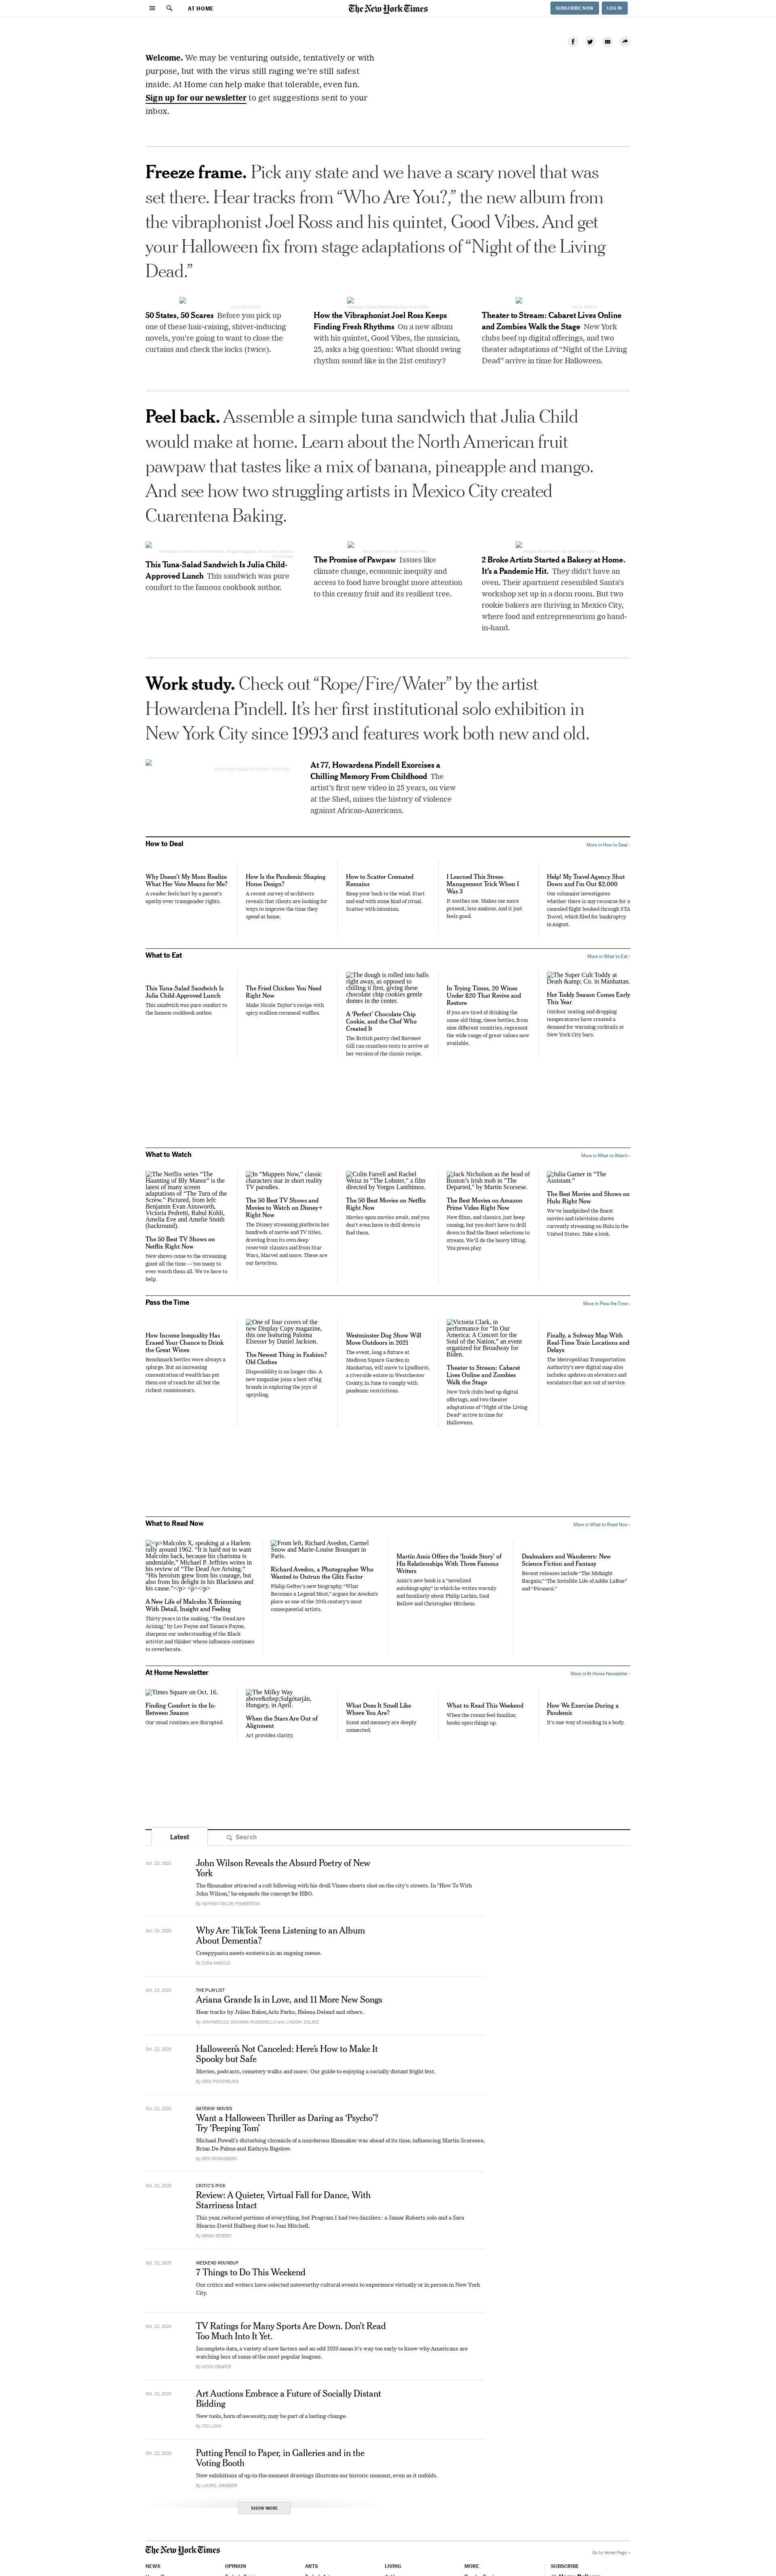 AT HOME
The New York Times
SUBSCRIBE NOW
LOG IN
Welcome. We may be venturing outside, tentatively or with
purpose, but with the virus still raging we're still safest
inside. At Home can help make that tolerable, even fun.
Sign up for our newsletter to get suggestions sent to your
inbox.
Freeze frame. Pick any state and we have a scary novel that was
set there. Hear tracks from “Who Are You?,” the new album from
the vibraphonist Joel Ross and his quintet, Good Vibes. And get
your Halloween fix from stage adaptations of “Night of the Living
Dead.”
50 States, 50 Scares Before you pick up
one of these hair-raising, shiver-inducing
novels, you're going to want to close the
curtains and check the locks (twice).
How the Vibraphonist Joel Ross Keeps
Finding Fresh Rhythms On a new album
with his quintet, Good Vibes, the musician,
25, asks a big question: What should swing
rhythm sound like in the 21st century?
Theater to Stream: Cabaret Lives Online
and Zombies Walk the Stage New York
clubs beef up digital offerings, and two
theater adaptations of “Night of the Living
Dead” arrive in time for Halloween.
Peel back. Assemble a simple tuna sandwich that Julia Child
would make at home. Learn about the North American fruit
pawpaw that tastes like a mix of banana, pineapple and mango.
And see how two struggling artists in Mexico City created
Cuarentena Baking.
This Tuna-Salad Sandwich Is Julia Child-
Approved Lunch This sandwich was pure
comfort to the famous cookbook author.
The Promise of Pawpaw Issues like
climate change, economic inequity and
access to food have brought more attention
to this creamy fruit and its resilient tree.
2 Broke Artists Started a Bakery at Home.
It's a Pandemic Hit. They didn't have an
oven. Their apartment resembled Santa's
workshop set up in a dorm room. But two
rookie bakers are thriving in Mexico City,
where food and entrepreneurism go hand-
in-hand.
Work study. Check out “Rope/Fire/Water” by the artist
Howardena Pindell. It's her first institutional solo exhibition in
New York City since 1993 and features work both new and old.
At 77, Howardena Pindell Exorcises a
Chilling Memory From Childhood The
artist's first new video in 25 years, on view
at the Shed, mines the history of violence
against African-Americans.
How to Deal
More in How to Deal ›
Why Doesn't My Mom Realize
What Her Vote Means for Me?
A reader feels hurt by a parent's
apathy over transgender rights.
How Is the Pandemic Shaping
Home Design?
A recent survey of architects
reveals that clients are looking for
ways to improve the time they
spend at home.
How to Scatter Cremated
Remains
Keep your back to the wind. Start
and end with some kind of ritual.
Scatter with intention.
I Learned This Stress-
Management Trick When I
Was 3
It soothes me. Makes me more
present, less anxious. And it just
feels good.
Help! My Travel Agency Shut
Down and I'm Out $2,000
Our columnist investigates
whether there is any recourse for a
canceled flight booked through STA
Travel, which filed for bankruptcy
in August.
What to Eat
More in What to Eat ›
This Tuna-Salad Sandwich Is
Julia Child-Approved Lunch
This sandwich was pure comfort to
the famous cookbook author.
The Fried Chicken You Need
Right Now
Make Nicole Taylor's recipe with
spicy scallion cornmeal waffles.
The dough is rolled into balls
right away, as opposed to
chilling it first, giving these
chocolate chip cookies gentle
domes in the center.
A ‘Perfect’ Chocolate Chip
Cookie, and the Chef Who
Created It
The British pastry chef Ravneet
Gill ran countless tests to arrive at
her version of the classic recipe.
In Trying Times, 20 Wines
Under $20 That Revive and
Restore
If you are tired of drinking the
same old thing, these bottles, from
nine different countries, represent
the wide range of great values now
available.
The Super Cult Toddy at
Death &amp; Co. in Manhattan.
Hot Toddy Season Comes Early
This Year
Outdoor seating and dropping
temperatures have created a
demand for warming cocktails at
New York City bars.
What to Watch
More in What to Watch ›
The Netflix series “The
Haunting of Bly Manor” is the
latest of many screen
adaptations of “The Turn of the
Screw.” Pictured, from left:
Benjamin Evan Ainsworth,
Victoria Pedretti, Rahul Kohli,
Amelia Eve and Amelie Smith
(backround).
The 50 Best TV Shows on
Netflix Right Now
New shows come to the streaming
giant all the time — too many to
ever watch them all. We're here to
help.
In “Muppets Now,” classic
characters star in short reality
TV parodies.
The 50 Best TV Shows and
Movies to Watch on Disney+
Right Now
The Disney streaming platform has
hundreds of movie and TV titles,
drawing from its own deep
reservoir classics and from Star
Wars, Marvel and more. These are
our favorites.
Colin Farrell and Rachel
Weisz in “The Lobster,” a film
directed by Yorgos Lanthimos.
The 50 Best Movies on Netflix
Right Now
Movies upon movies await, and you
don't even have to drill down to
find them.
Jack Nicholson as the head of
Boston's Irish mob in “The
Departed,” by Martin Scorsese.
The Best Movies on Amazon
Prime Video Right Now
New films, and classics, just keep
coming, but you don't have to drill
down to find the finest selections to
stream. We'll do the heavy lifting.
You press play.
Julia Garner in “The
Assistant.”
The Best Movies and Shows on
Hulu Right Now
We've handpicked the finest
movies and television shows
currently streaming on Hulu in the
United States. Take a look.
Pass the Time
More in Pass the Time ›
How Income Inequality Has
Erased Your Chance to Drink
the Great Wines
Benchmark bottles were always a
splurge. But an increasing
concentration of wealth has put
them out of reach for all but the
richest connoisseurs.
One of four covers of the
new Display Copy magazine,
this one featuring Paloma
Elsesser by Daniel Jackson.
The Newest Thing in Fashion?
Old Clothes
Disposability is no longer chic. A
new magazine joins a host of big
brands in exploring the joys of
upcycling.
Westminster Dog Show Will
Move Outdoors in 2021
The event, long a fixture at
Madison Square Garden in
Manhattan, will move to Lyndhurst,
a riverside estate in Westchester
County, in June to comply with
pandemic restrictions.
Victoria Clark, in
performance for “In Our
America: A Concert for the
Soul of the Nation,” an event
organized for Broadway for
Biden.
Theater to Stream: Cabaret
Lives Online and Zombies
Walk the Stage
New York clubs beef up digital
offerings, and two theater
adaptations of “Night of the Living
Dead” arrive in time for
Halloween.
Finally, a Subway Map With
Real-Time Train Locations and
Delays
The Metropolitan Transportation
Authority's new digital map also
includes updates on elevators and
escalators that are out of service.
What to Read Now
More in What to Read Now ›
<p>Malcolm X, speaking at a Harlem
rally around 1962. “It is hard not to want
Malcolm back, because his charisma is
undeniable,” Michael P. Jeffries writes in
his review of “The Dead Are Arising.”
“His heroism grew from his courage, but
also from his delight in his Blackness and
his cause.”</p> <p></p>
A New Life of Malcolm X Brimming
With Detail, Insight and Feeling
Thirty years in the making, “The Dead Are
Arising,” by Les Payne and Tamara Payne,
sharpens our understanding of the Black
activist and thinker whose influence continues
to reverberate.
From left, Richard Avedon, Carmel
Snow and Marie-Louise Bousquet in
Paris.
Richard Avedon, a Photographer Who
Wanted to Outrun the Glitz Factor
Philip Gefter's new biography, “What
Becomes a Legend Most,” argues for Avedon's
place as one of the 20th century's most
consequential artists.
Martin Amis Offers the ‘Inside Story’ of
His Relationships With Three Famous
Writers
Amis's new book is a “novelized
autobiography” in which he writes warmly
and familiarly about Philip Larkin, Saul
Bellow and Christopher Hitchens.
Dealmakers and Wanderers: New
Science Fiction and Fantasy
Recent releases include “The Midnight
Bargain,” “The Invisible Life of Addie LaRue”
and “Piranesi.”
At Home Newsletter
More in At Home Newsletter ›
Times Square on Oct. 16.
Finding Comfort in the In-
Between Season
Our usual routines are disrupted.
The Milky Way
above&nbsp;Salgótarján,
Hungary, in April.
When the Stars Are Out of
Alignment
Art provides clarity.
What Does It Smell Like
Where You Are?
Scent and memory are deeply
connected.
What to Read This Weekend
When the rooms feel familiar,
books open things up.
How We Exercise During a
Pandemic
It's one way of residing in a body.
Latest
Search
Oct. 23, 2020
John Wilson Reveals the Absurd Poetry of New
York
The filmmaker attracted a cult following with his droll Vimeo shorts shot on the city's streets. In “How To With
John Wilson,” he expands the concept for HBO.
By NATHAN TAYLOR PEMBERTON
Oct. 23, 2020
Why Are TikTok Teens Listening to an Album
About Dementia?
Creepypasta meets esoterica in an ongoing meme.
By EZRA MARCUS
Oct. 23, 2020
THE PLAYLIST
Ariana Grande Is in Love, and 11 More New Songs
Hear tracks by Julien Baker, Arlo Parks, Helena Deland and others.
By JON PARELES, GIOVANNI RUSSONELLO and LINDSAY ZOLADZ
Oct. 22, 2020
Halloween's Not Canceled: Here's How to Make It
Spooky but Safe
Movies, podcasts, cemetery walks and more: Our guide to enjoying a socially distant fright fest.
By ERIK PIEPENBURG
Oct. 22, 2020
GATEWAY MOVIES
Want a Halloween Thriller as Daring as ‘Psycho’?
Try ‘Peeping Tom’
Michael Powell's disturbing chronicle of a murderous filmmaker was ahead of its time, influencing Martin Scorsese,
Brian De Palma and Kathryn Bigelow.
By BEN KENIGSBERG
Oct. 22, 2020
CRITIC'S PICK
Review: A Quieter, Virtual Fall for Dance, With
Starriness Intact
This year, reduced portions of everything, but Program 1 had two dazzlers: a Jamar Roberts solo and a Sara
Mearns-David Hallberg duet to Joni Mitchell.
By BRIAN SEIBERT
Oct. 22, 2020
WEEKEND ROUNDUP
7 Things to Do This Weekend
Our critics and writers have selected noteworthy cultural events to experience virtually or in person in New York
City.
Oct. 22, 2020
TV Ratings for Many Sports Are Down. Don't Read
Too Much Into It Yet.
Incomplete data, a variety of new factors and an odd 2020 mean it's way too early to know why Americans are
watching less of some of the most popular leagues.
By KEVIN DRAPER
Oct. 22, 2020
Art Auctions Embrace a Future of Socially Distant
Bidding
New tools, born of necessity, may be part of a lasting change.
By TED LOOS
Oct. 22, 2020
Putting Pencil to Paper, in Galleries and in the
Voting Booth
New exhibitions of up-to-the-moment drawings illustrate our historic moment, even as it unfolds.
By LAUREL GRAEBER
SHOW MORE
The New York Times
Go to Home Page »
NEWS
OPINION
ARTS
LIVING
MORE
SUBSCRIBE